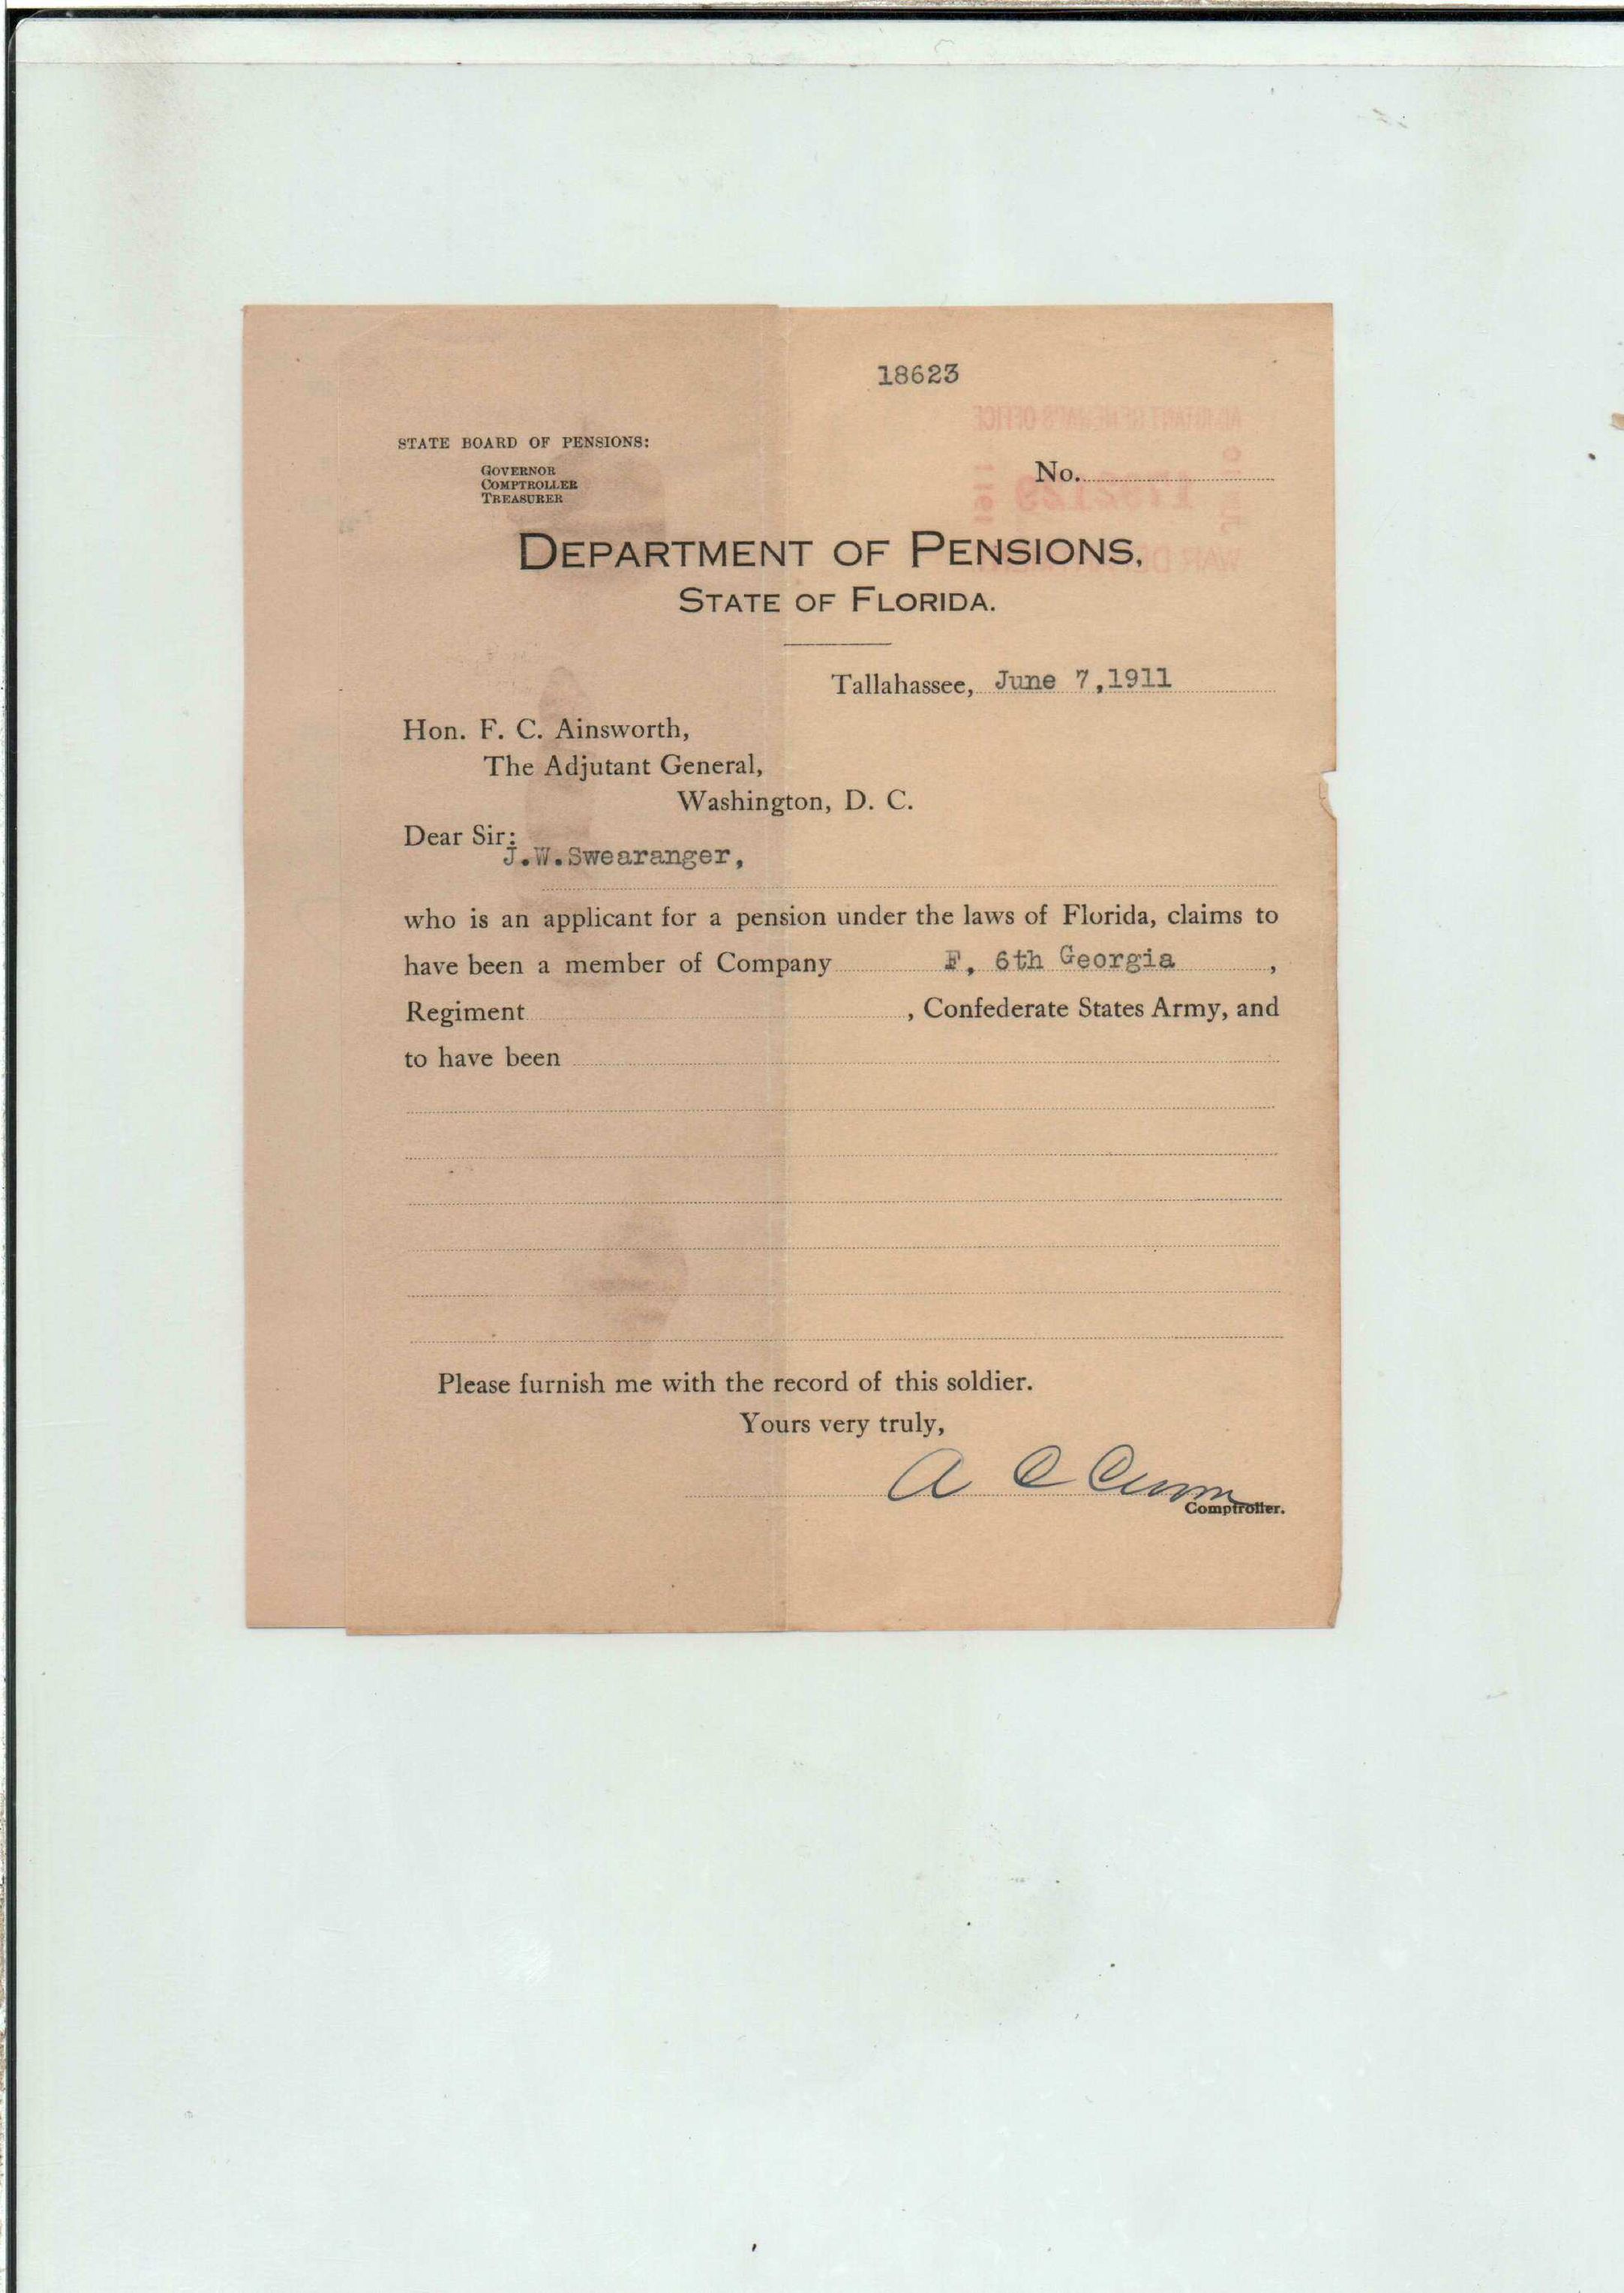 18623
STATE BOARD OF PENSIONS:
GOVERNOR
COMPTROLLER
TREASURER
No.
DEPARTMENT OF PENSIONS,
STATE OF FLORIDA.
Tallahassee, June 7,1911
Hon. F. C. Ainsworth,
The Adjutant General,
Washington, D. C.
Dear Sir:
J.W.Swearanger,
who is an applicant for a pension under the laws of Florida, claims to
have been a member of Company F, 6th Georgia ,
Regiment , Confederate States Army, and
to have been
Please furnish me with the record of this soldier.
Yours very truly,
A C Croom
Comptroller.